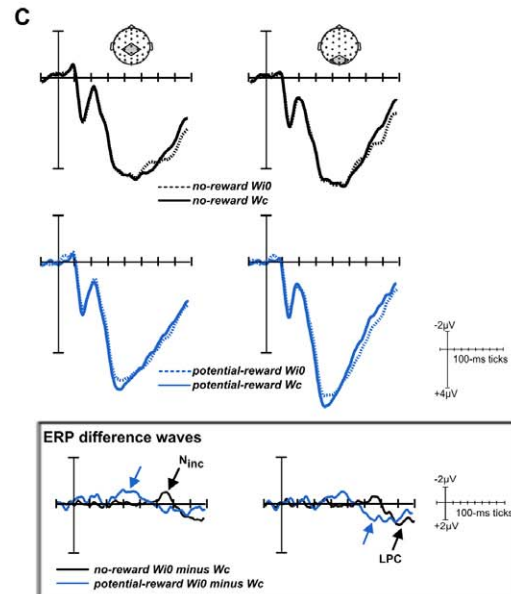 C
no-reward Wi0
no-reward Wc
potential-reward Wi0
potential-reward Wc
-2µV
100-ms ticks
+4µV
ERP difference waves
Ninc
LPC
-2µV
100-ms ticks
+2µV
no-reward Wi0 minus Wc
potential-reward Wi0 minus Wc